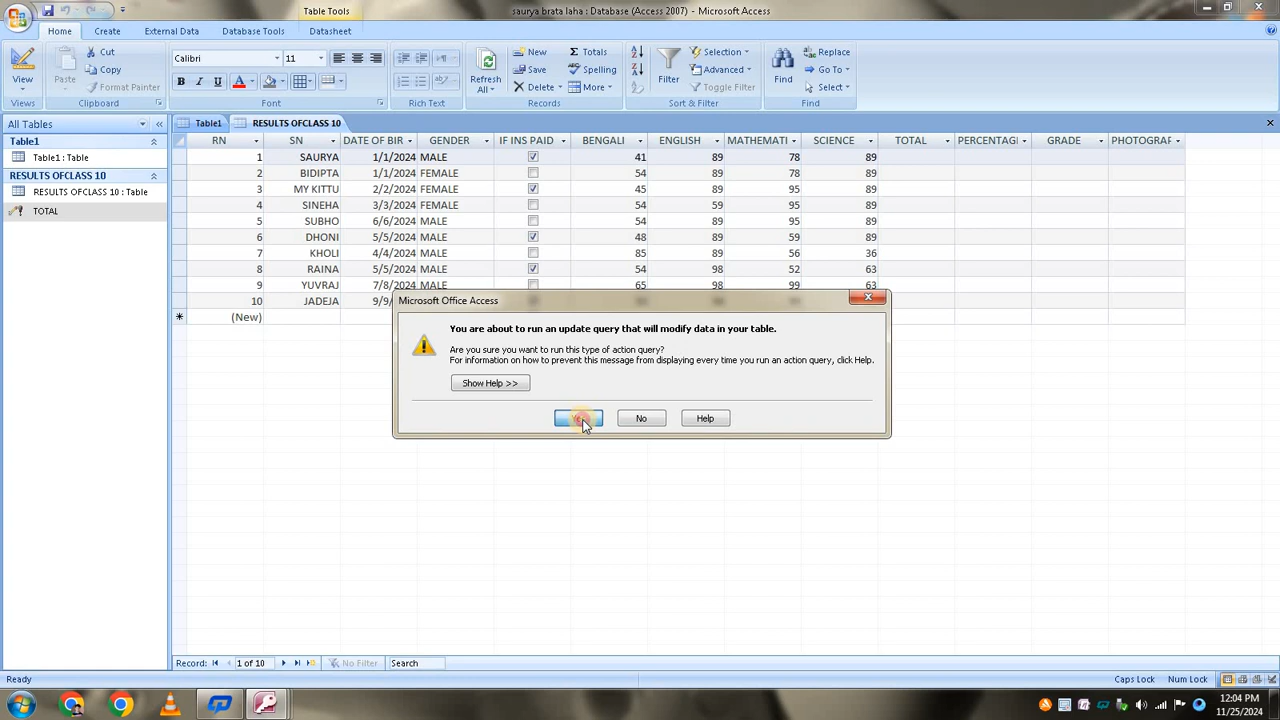 Table Tools
saurya brata laha : Database (Access 2007) - Microsoft Access
Home Create External Data Database Tools Datasheet
View Paste Cut Copy Format Painter
Calibri 11
B I U A
Refresh All New Save Delete Totals Spelling More
Filter Selection Advanced Toggle Filter
Find Replace Go To Select
Views Clipboard Font Rich Text Records Sort & Filter Find
All Tables
Table1
Table1 : Table
RESULTS OFCLASS 10
RESULTS OFCLASS 10 : Table
TOTAL
Table1 RESULTS OFCLASS 10
RN SN DATE OF BIR GENDER IF INS PAID BENGALI ENGLISH MATHEMATI SCIENCE TOTAL PERCENTAGI GRADE PHOTOGRAF
1 SAURYA 1/1/2024 MALE 41 89 78 89
2 BIDIPTA 1/1/2024 FEMALE 54 89 78 89
3 MY KITTU 2/2/2024 FEMALE 45 89 95 89
4 SINEHA 3/3/2024 FEMALE 54 59 95 89
5 SUBHO 6/6/2024 MALE 54 89 95 89
6 DHONI 5/5/2024 MALE 48 89 59 89
7 KHOLI 4/4/2024 MALE 85 89 56 36
8 RAINA 5/5/2024 MALE 54 98 52 63
9 YUVRAJ 7/8/2024 MALE 65 98 99 63
10 JADEJA 9/9/
(New)
Microsoft Office Access
You are about to run an update query that will modify data in your table.
Are you sure you want to run this type of action query?
For information on how to prevent this message from displaying every time you run an action query, click Help.
Show Help >>
No Help
Record: 1 of 10 No Filter Search
Ready Caps Lock Num Lock
12:04 PM
11/25/2024